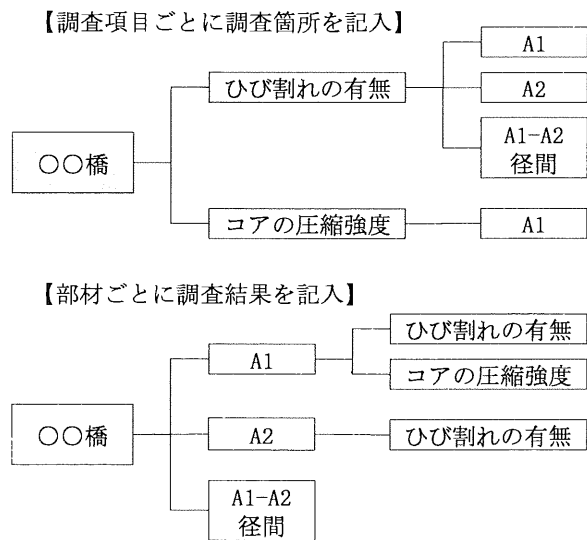 【調査項目ごとに調査箇所を記入】
A1
ひび割れの有無
A2
○○橋
A1-A2
径間
コアの圧縮強度
A1
【部材ごとに調査結果を記入】
ひび割れの有無
A1
コアの圧縮強度
○○橋
A2
ひび割れの有無
A1-A2
径間